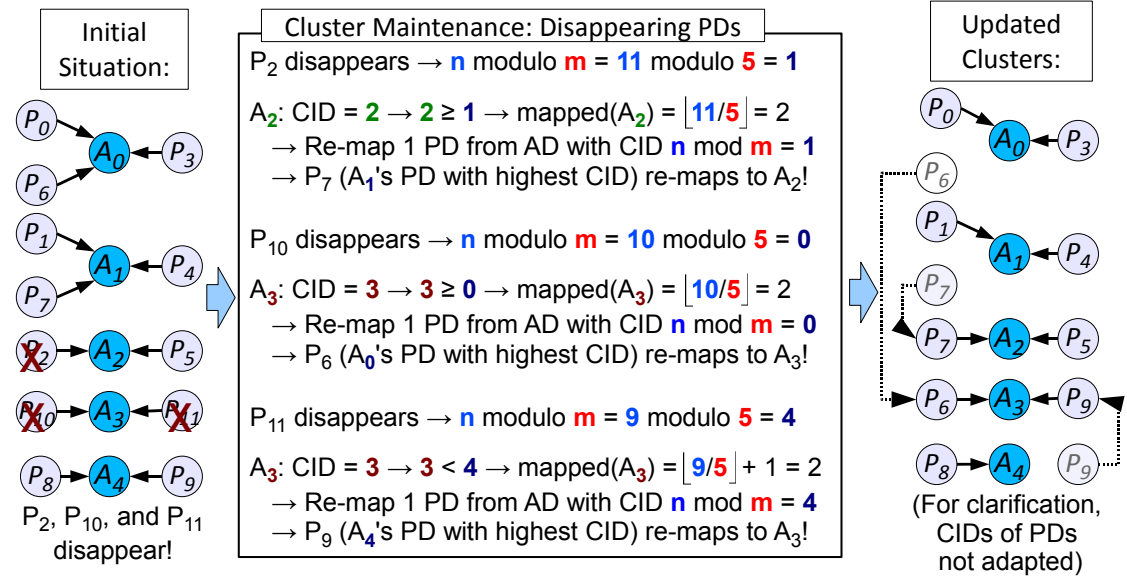 Initial
Situation:
P0
A0
P3
P6
P1
A1
P4
P7
P2
A2
P5
P10
A3
P11
P8
A4
P9
P2, P10, and P11
disappear!
Cluster Maintenance: Disappearing PDs
P2 disappears → n modulo m = 11 modulo 5 = 1
A2: CID = 2 → 2 ≥ 1 → mapped(A2) = ⌊11/5⌋ = 2
→ Re-map 1 PD from AD with CID n mod m = 1
→ P7 (A1's PD with highest CID) re-maps to A2!
P10 disappears → n modulo m = 10 modulo 5 = 0
A3: CID = 3 → 3 ≥ 0 → mapped(A3) = ⌊10/5⌋ = 2
→ Re-map 1 PD from AD with CID n mod m = 0
→ P6 (A0's PD with highest CID) re-maps to A3!
P11 disappears → n modulo m = 9 modulo 5 = 4
A3: CID = 3 → 3 < 4 → mapped(A3) = ⌊9/5⌋ + 1 = 2
→ Re-map 1 PD from AD with CID n mod m = 4
→ P9 (A4's PD with highest CID) re-maps to A3!
Updated
Clusters:
P0
A0
P3
P6
P1
A1
P4
P7
P7
A2
P5
P6
A3
P9
P8
A4
P9
(For clarification,
CIDs of PDs
not adapted)